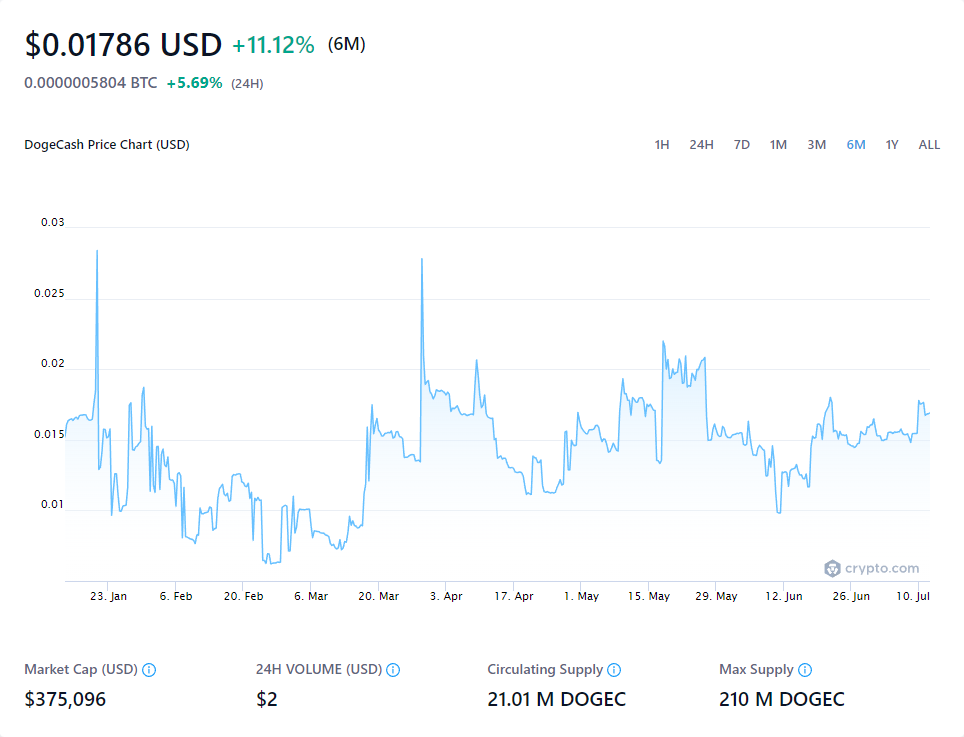 $0.01786 USD +11.12% (6M)
0.0000005804 BTC +5.69% (24H)
DogeCash Price Chart (USD) 1H 24H 7D 1M 3M 6M 1Y ALL
0.03
0.025
0.02
0.015
0.01
crypto.com
23. Jan 6. Feb 20. Feb 6. Mar 20. Mar 3. Apr 17. Apr 1. May 15. May 29. May 12. Jun 26. Jun 10. Jul
Market Cap (USD) 24H VOLUME (USD) Circulating Supply Max Supply
$375,096 $2 21.01 M DOGEC 210 M DOGEC